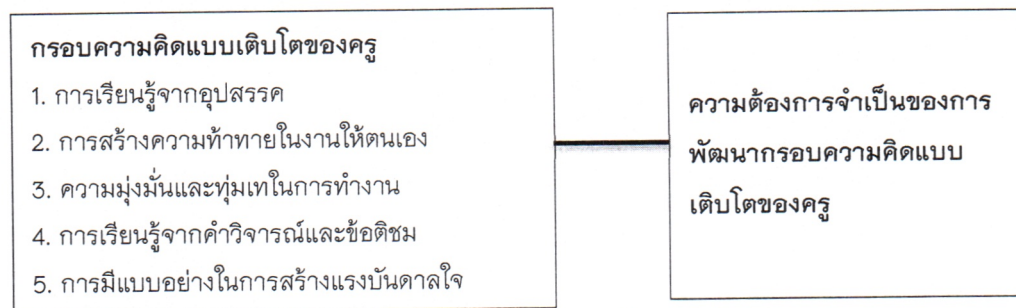 กรอบความคิดแบบเติบโตของครู
1. การเรียนรู้จากอุปสรรค
2. การสร้างความท้าทายในงานให้ตนเอง
3. ความมุ่งมั่นและทุ่มเทในการทำงาน
4. การเรียนรู้จากคำวิจารณ์และข้อติชม
5. การมีแบบอย่างในการสร้างแรงบันดาลใจ
ความต้องการจำเป็นของการ
พัฒนากรอบความคิดแบบ
เติบโตของครู